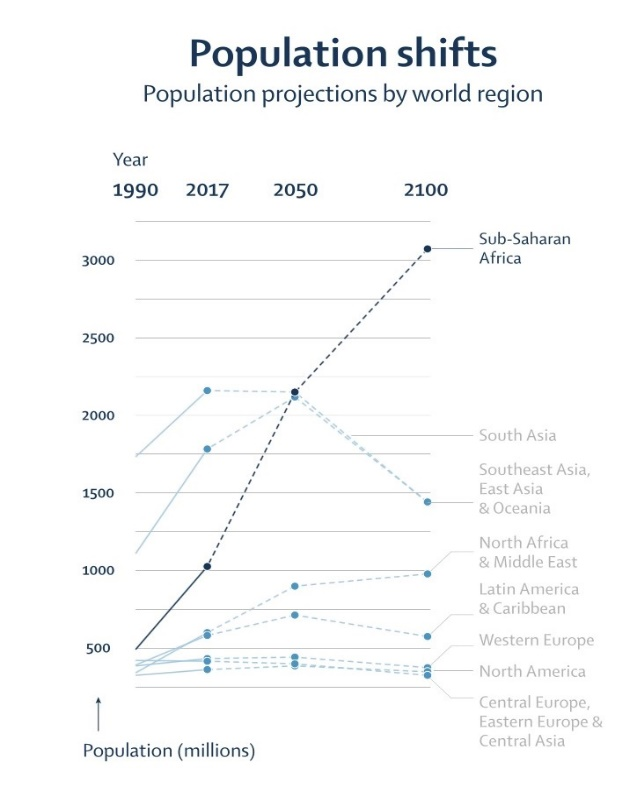 Population shifts
Population projections by world region
Year
1990 2017 2050 2100
Sub-Saharan
Africa
3000
2500
2000
South Asia
Southeast Asia,
East Asia
& Oceania
1500
North Africa
& Middle East
1000
Latin America
& Caribbean
Western Europe
500
North America
Central Europe,
Eastern Europe &
Central Asia
Population (millions)